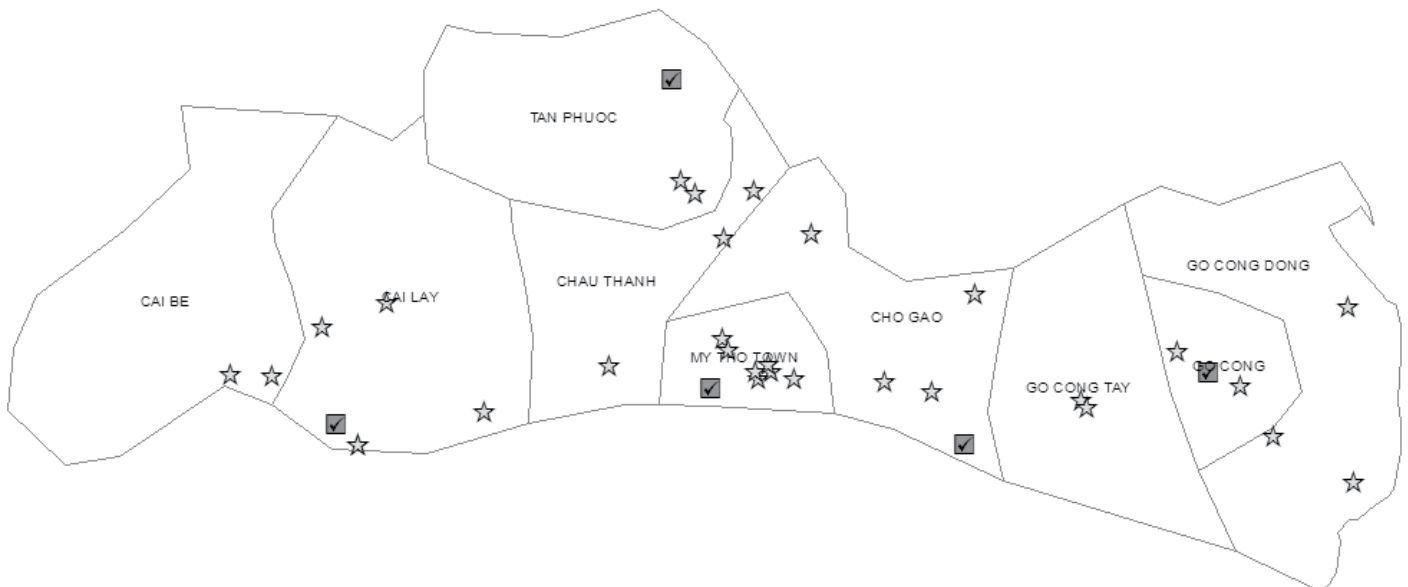 TAN PHUOC
GO CONG DONG
CHAU THANH
CAI BE
CAI LAY
CHO GAO
MY THO TOWN
GO CONG
GO CONG TAY